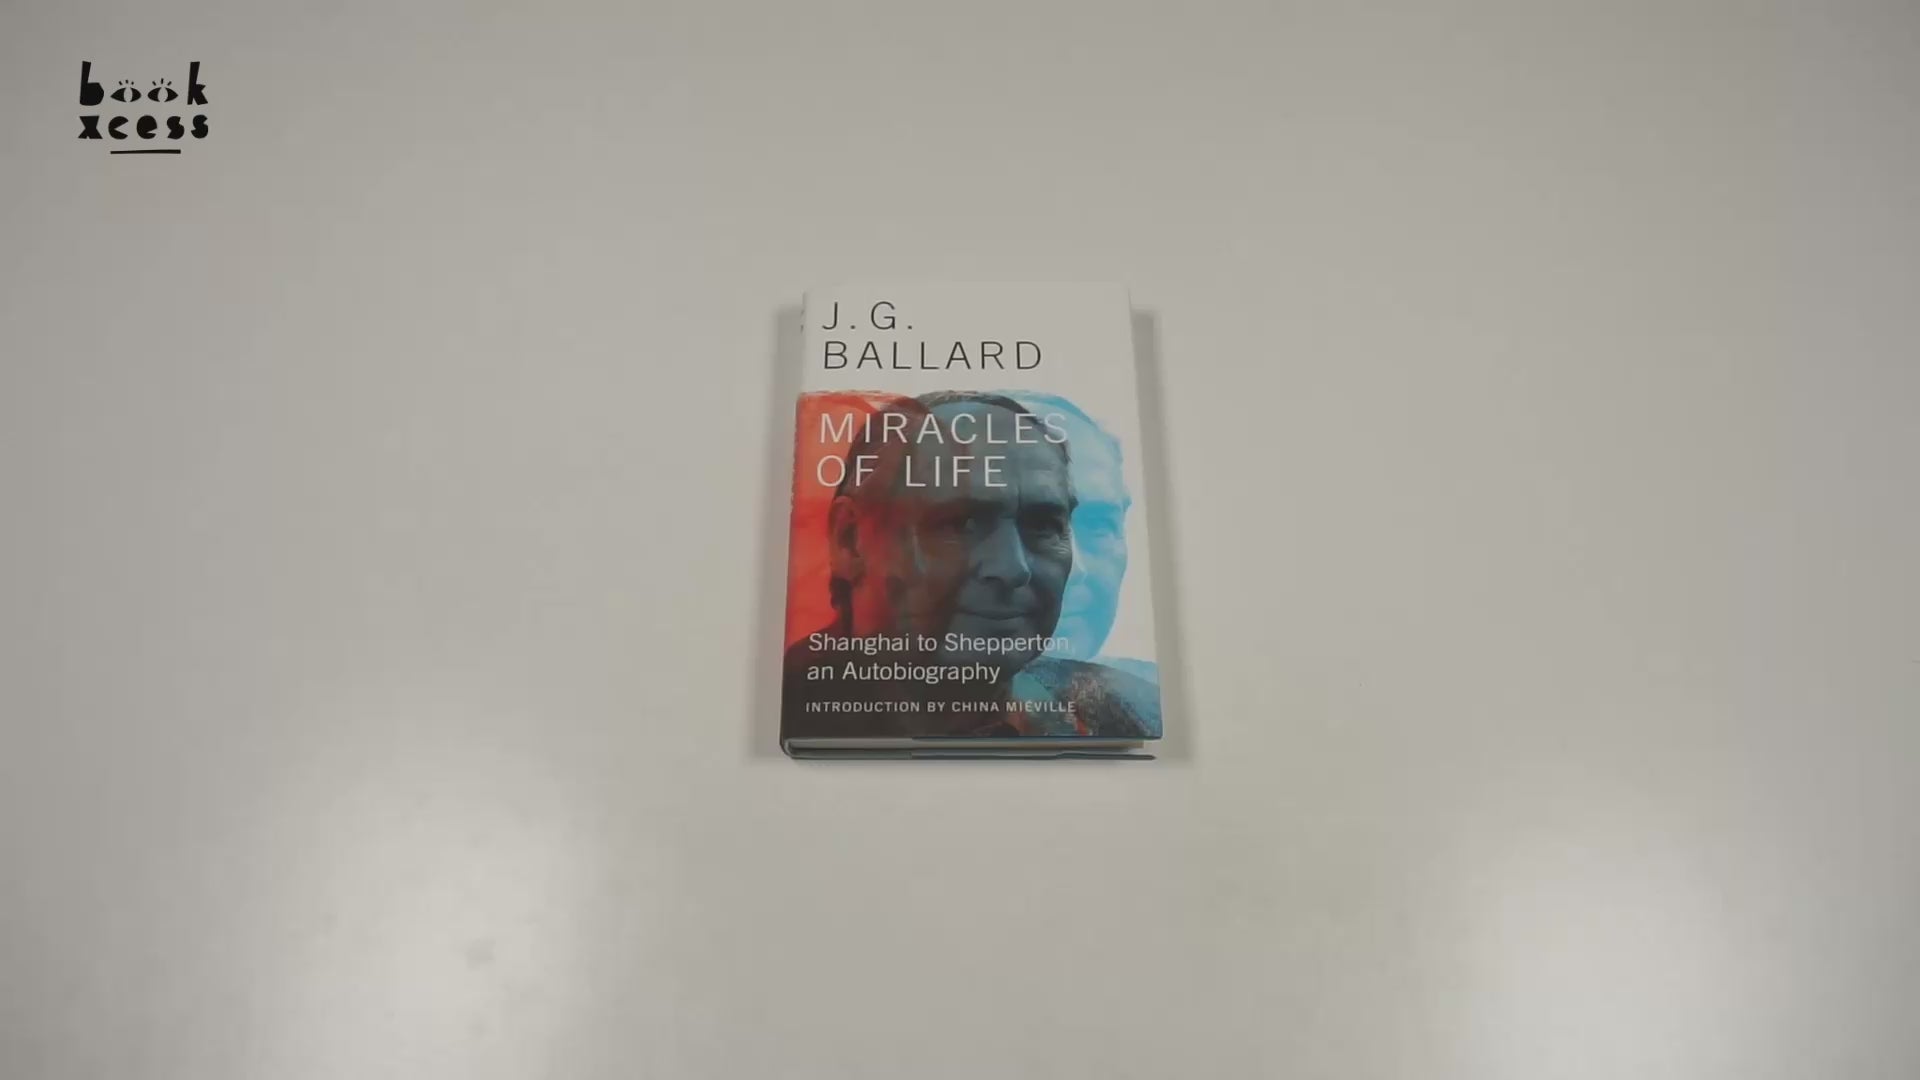 book
xcess
J.G.
BALLARD
MIRACLES
OF LIFE
Shanghai to Shepperton,
an Autobiography
INTRODUCTION BY CHINA MIÉVILLE